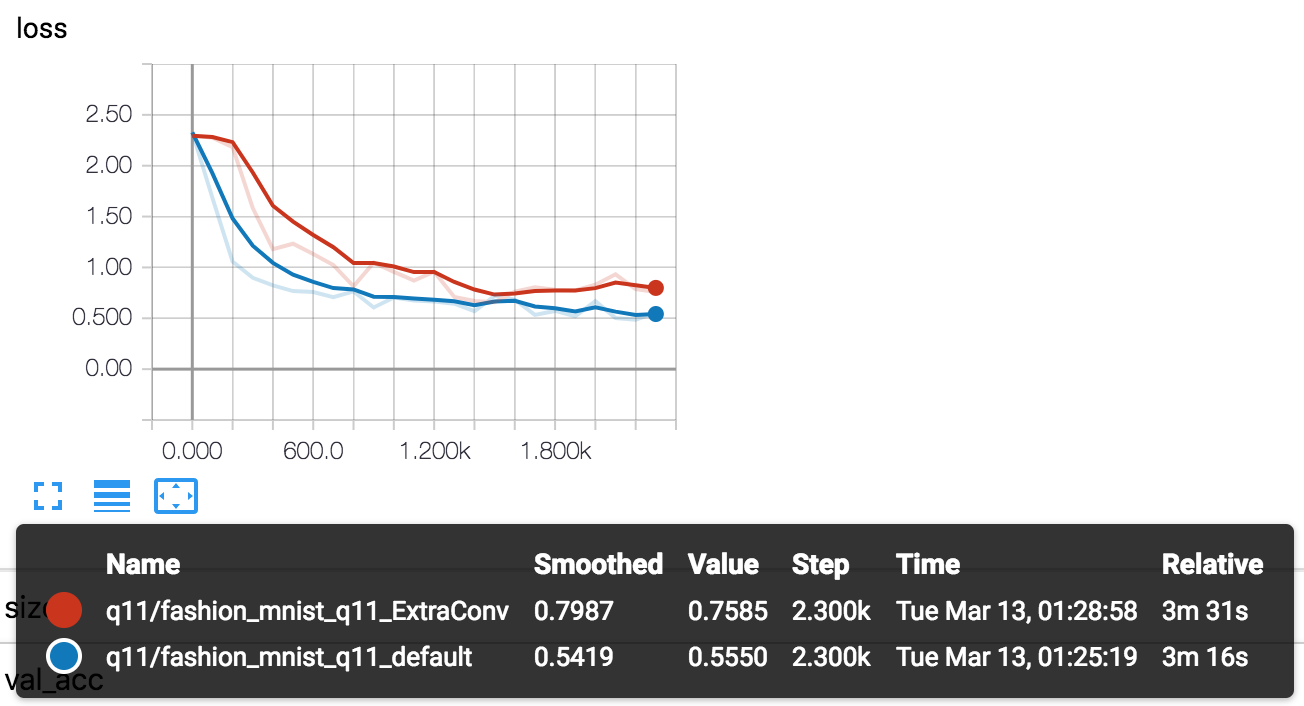 loss
2.50
2.00
1.50
1.00
0.500
0.00
0.000 600.0 1.200k 1.800k
Name Smoothed Value Step Time Relative
size
q11/fashion_mnist_q11_ExtraConv 0.7987 0.7585 2.300k Tue Mar 13, 01:28:58 3m 31s
q11/fashion_mnist_q11_default 0.5419 0.5550 2.300k Tue Mar 13, 01:25:19 3m 16s
val_acc